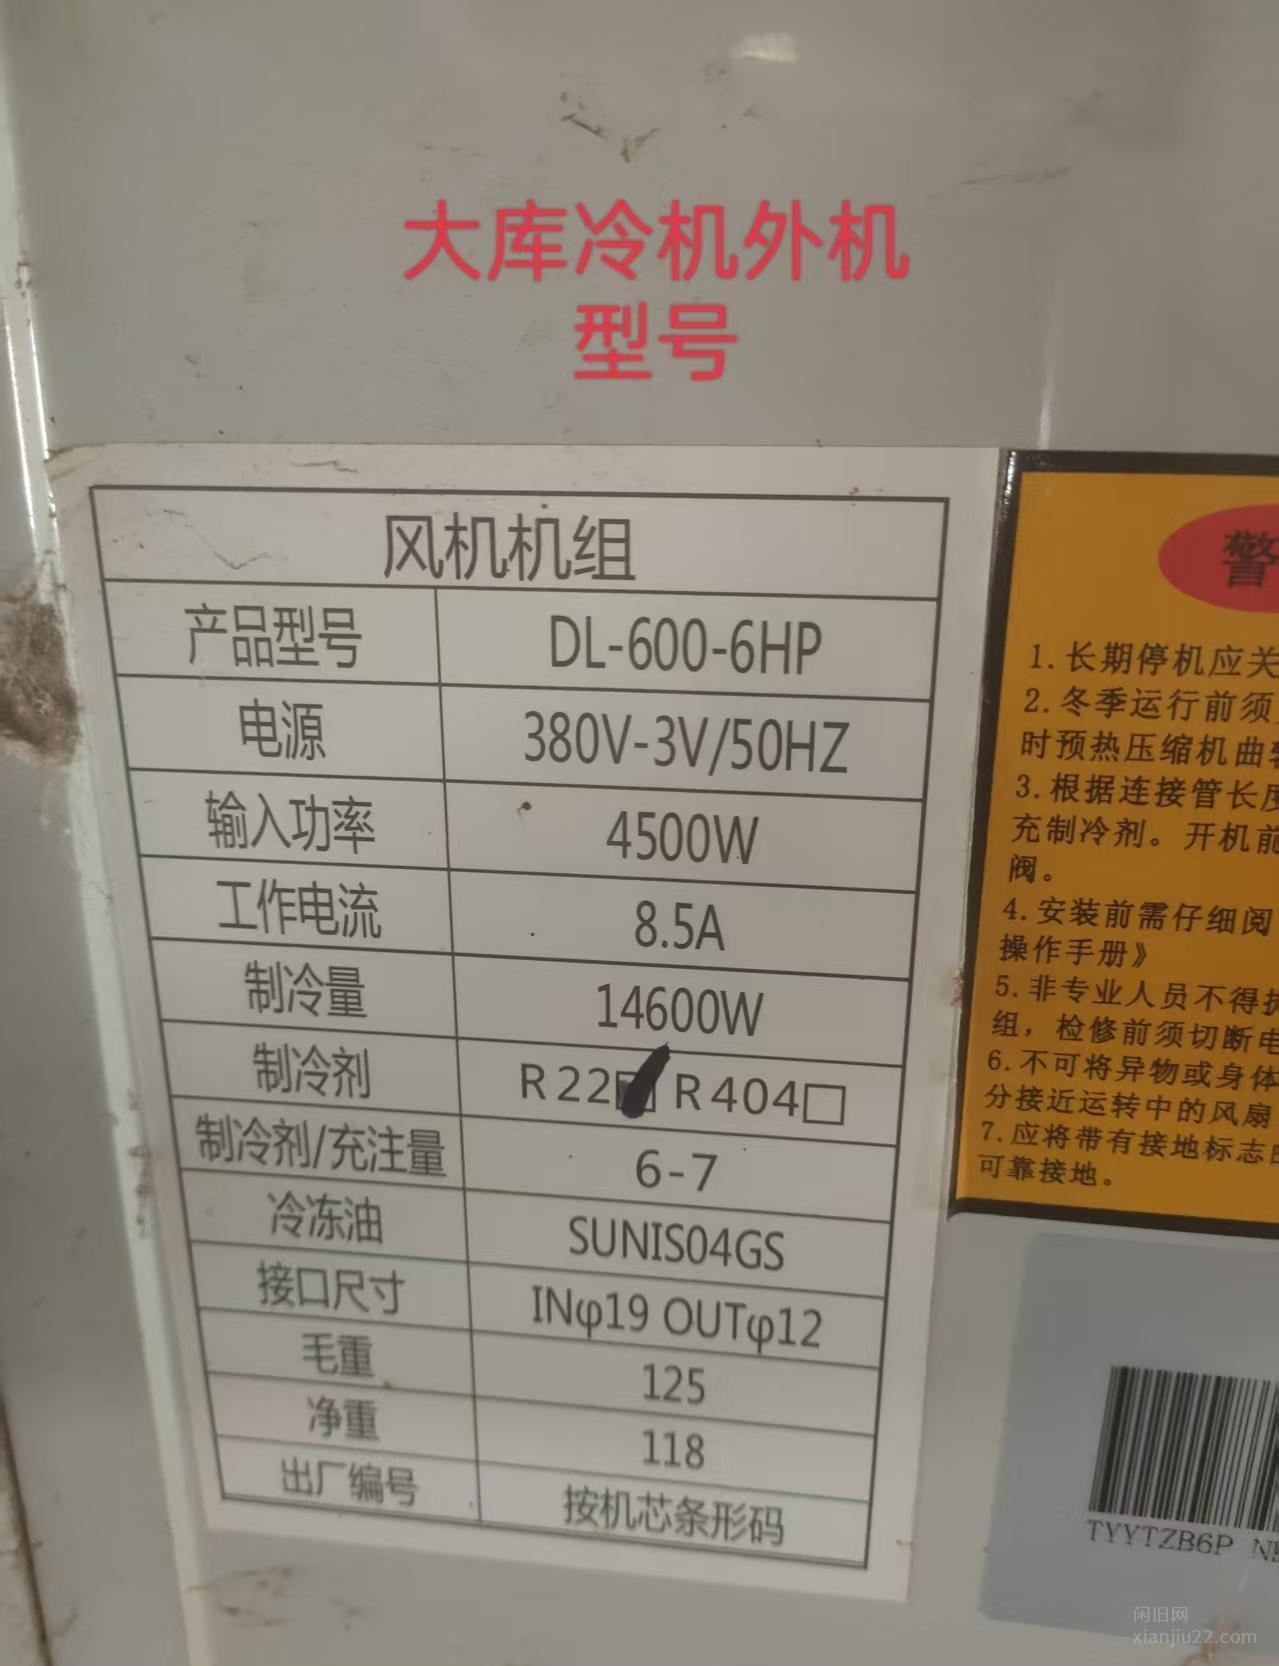 大库冷机外机
型号
风机机组
产品型号 DL-600-6HP
电源 380V-3V/50HZ
输入功率 4500W
工作电流 8.5A
制冷量 14600W
制冷剂 R22□ R404□
制冷剂/充注量 6-7
冷冻油 SUNIS04GS
接口尺寸 INφ19 OUTφ12
毛重 125
净重 118
出厂编号 按机芯条形码
警
1.长期停机应关
2.冬季运行前须
时预热压缩机曲
3.根据连接管长度
充制冷剂。开机前
阀。
4.安装前需仔细阅
操作手册》
5.非专业人员不得
组，检修前须切断电
6.不可将异物或身体
分接近运转中的风扇
7.应将带有接地标志
可靠接地。
TYYTZB6P
闲旧网
xianjiu22.com